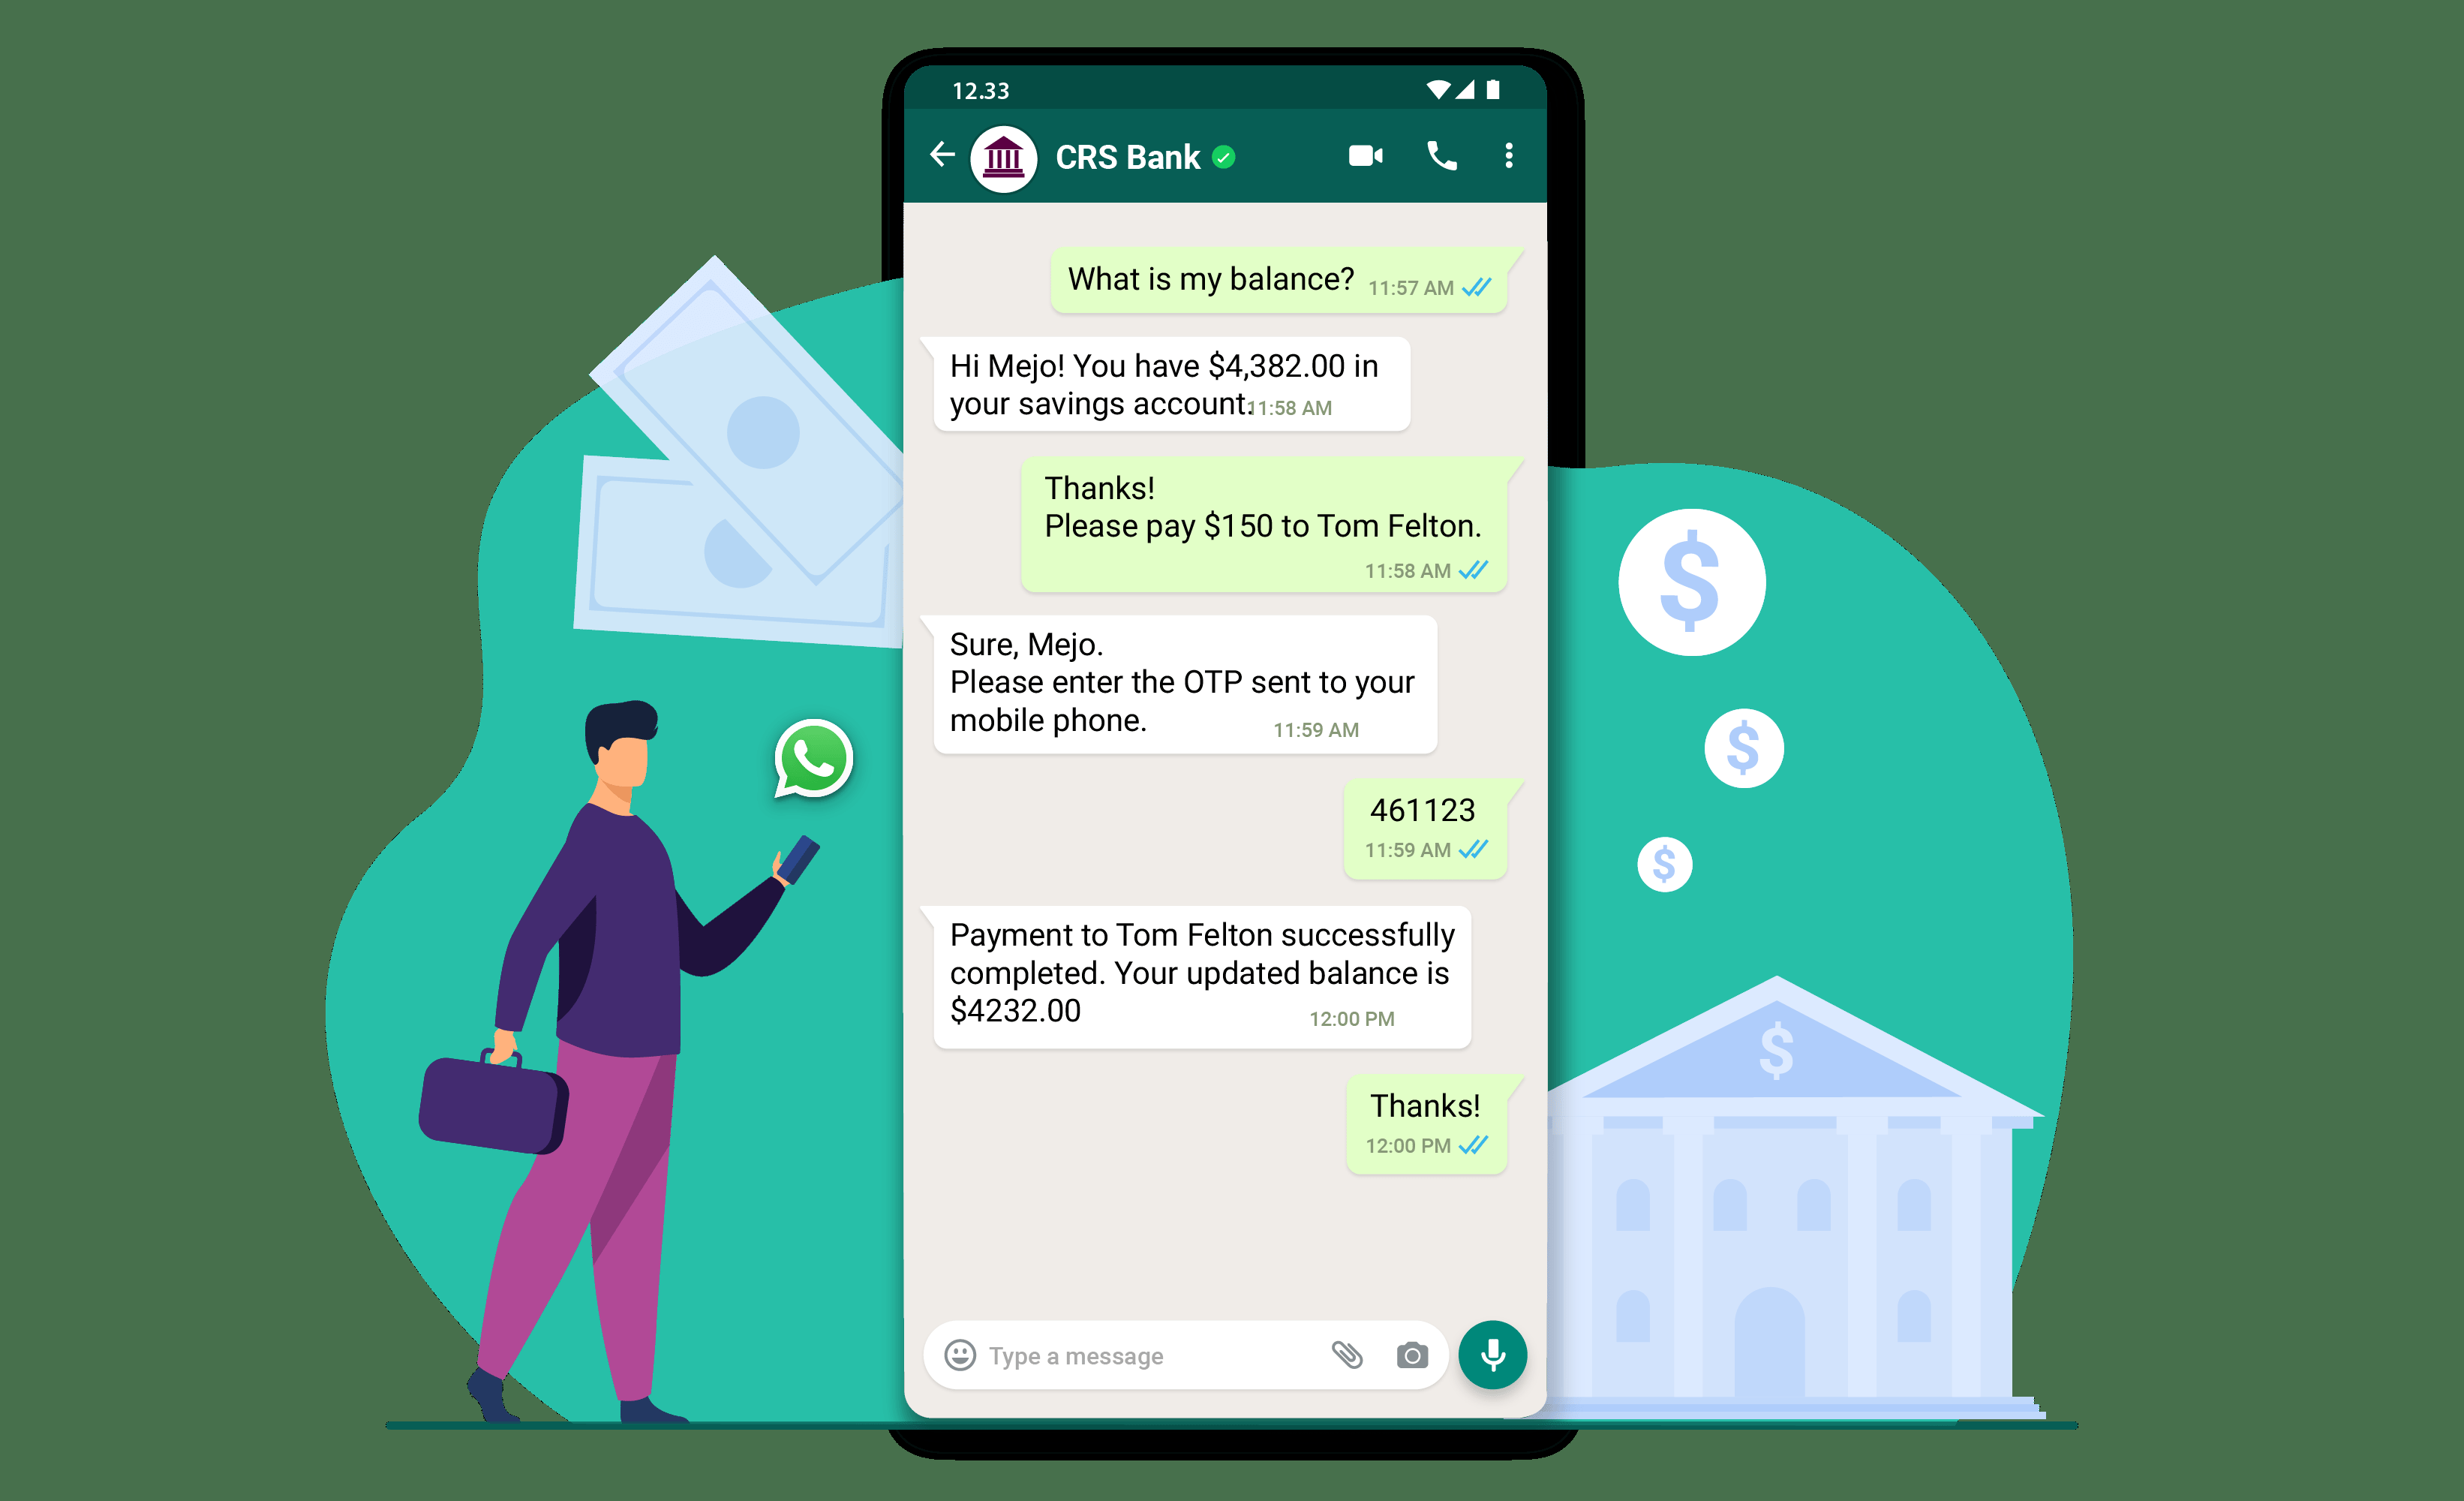 12.33
CRS Bank
What is my balance? 11:57 AM
Hi Mejo! You have $4,382.00 in
your savings account. 11:58 AM
Thanks!
Please pay $150 to Tom Felton.
11:58 AM
Sure, Mejo.
Please enter the OTP sent to your
mobile phone. 11:59 AM
461123
11:59 AM
Payment to Tom Felton successfully
completed. Your updated balance is
$4232.00 12:00 PM
Thanks!
12:00 PM
Type a message
$
$
$
$